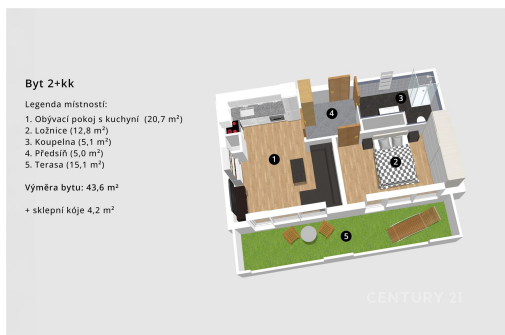 Byt 2+kk
Legenda místností:
1. Obývací pokoj s kuchyní (20,7 m²)
2. Ložnice (12,8 m²)
3. Koupelna (5,1 m²)
4. Předsíň (5,0 m²)
5. Terasa (15,1 m²)
Výměra bytu: 43,6 m²
+ sklepní kóje 4,2 m²
3
4
1
2
5
CENTURY 21